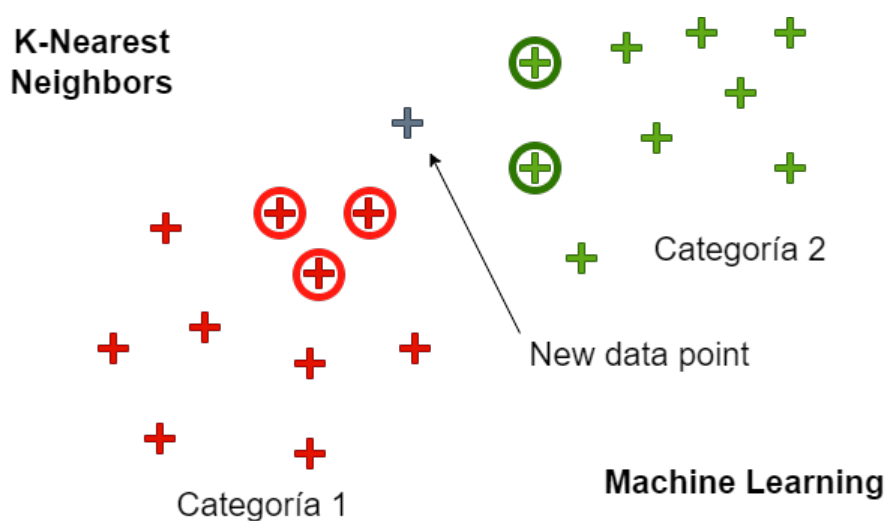 K-Nearest
Neighbors
Categoría 2
New data point
Machine Learning
Categoría 1